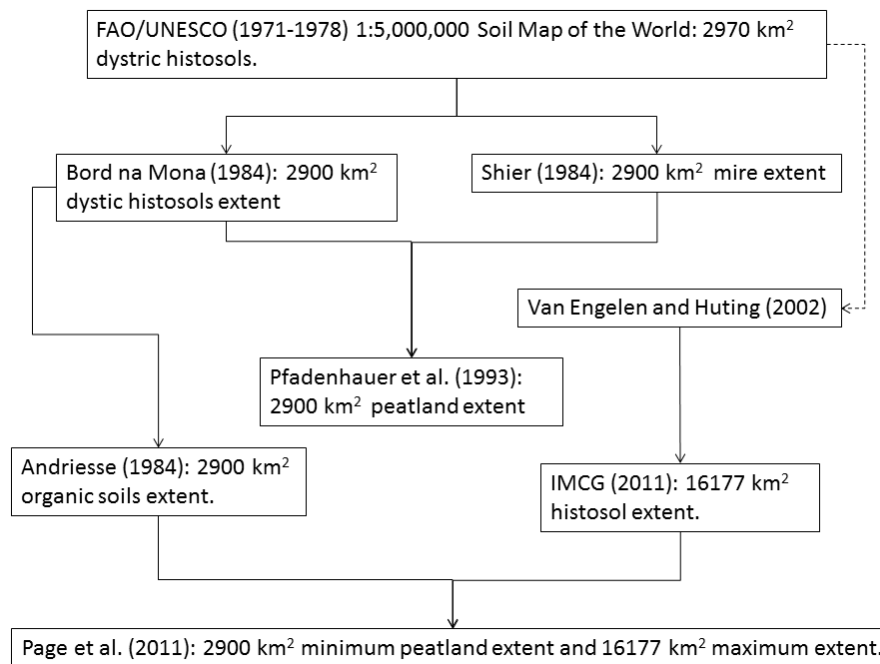 FAO/UNESCO (1971-1978) 1:5,000,000 Soil Map of the World: 2970 km²
dystric histosols.
Bord na Mona (1984): 2900 km²
dystic histosols extent
Shier (1984): 2900 km² mire extent
Van Engelen and Huting (2002)
Pfadenhauer et al. (1993):
2900 km² peatland extent
Andriesse (1984): 2900 km²
organic soils extent.
IMCG (2011): 16177 km²
histosol extent.
Page et al. (2011): 2900 km² minimum peatland extent and 16177 km² maximum extent.